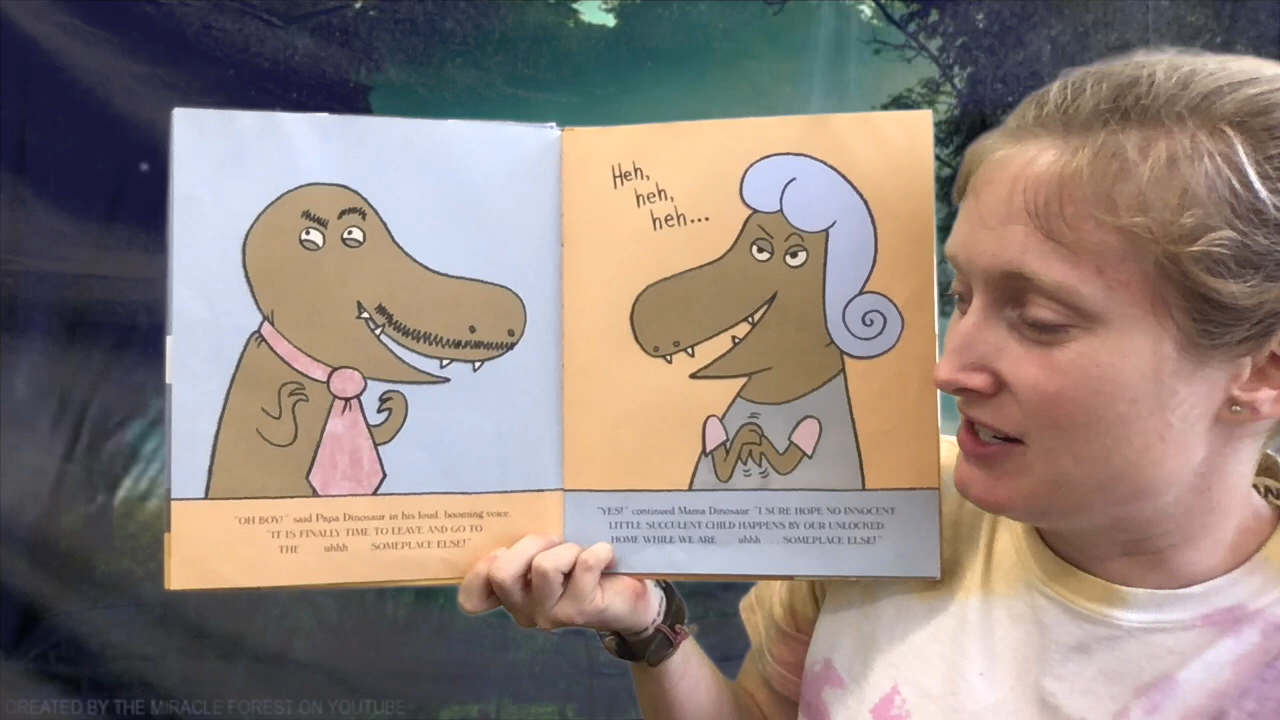 Heh,
heh,
heh...
"OH BOY!" said Papa Dinosaur in his loud, booming voice.
"IT IS FINALLY TIME TO LEAVE AND GO TO
THE uhhh SOMEPLACE ELSE!"
"YES!" continued Mama Dinosaur. "I SURE HOPE NO INNOCENT
LITTLE SUCCULENT CHILD HAPPENS BY OUR UNLOCKED
HOME WHILE WE ARE . . . uhhh . . . SOMEPLACE ELSE!"
CREATED BY THE MIRACLE FOREST ON YOUTUBE